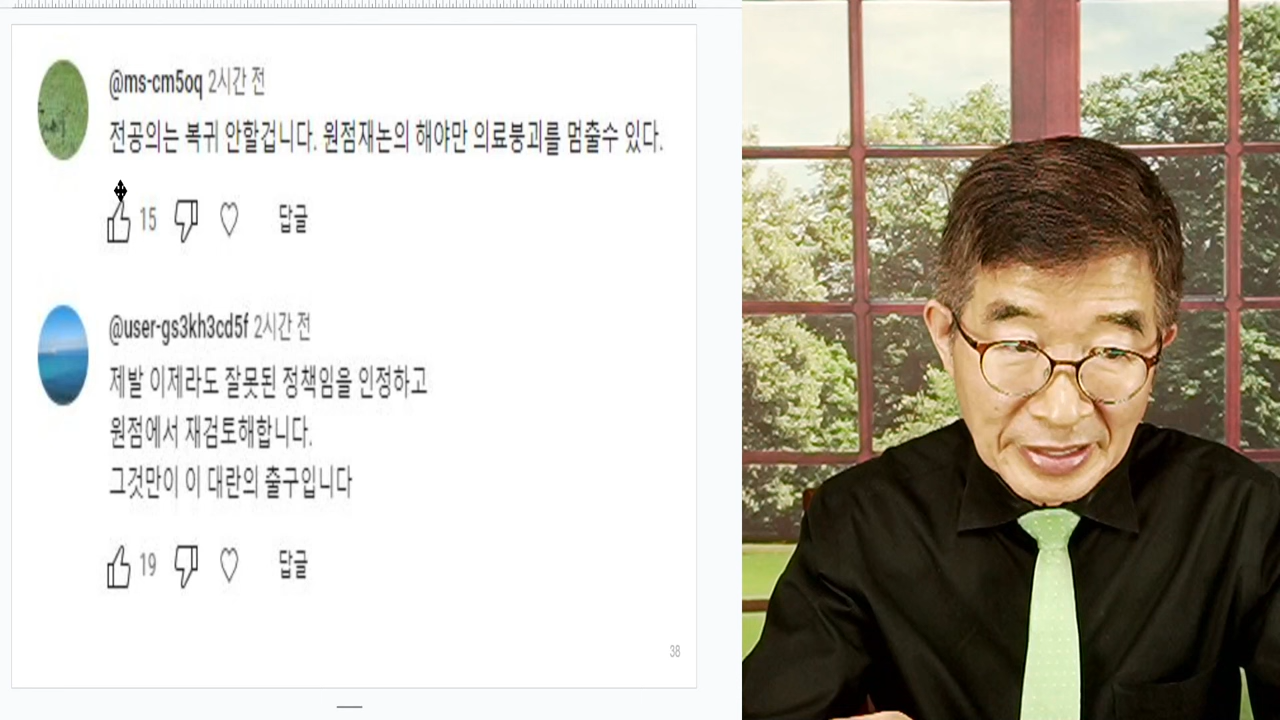 @ms-cm5oq 2시간 전
전공의는 복귀 안할겁니다. 원점재논의 해야만 의료붕괴를 멈출수 있다.
15 답글
@user-gs3kh3cd5f 2시간 전
제발 이제라도 잘못된 정책임을 인정하고
원점에서 재검토해합니다.
그것만이 이 대란의 출구입니다
19 답글
38